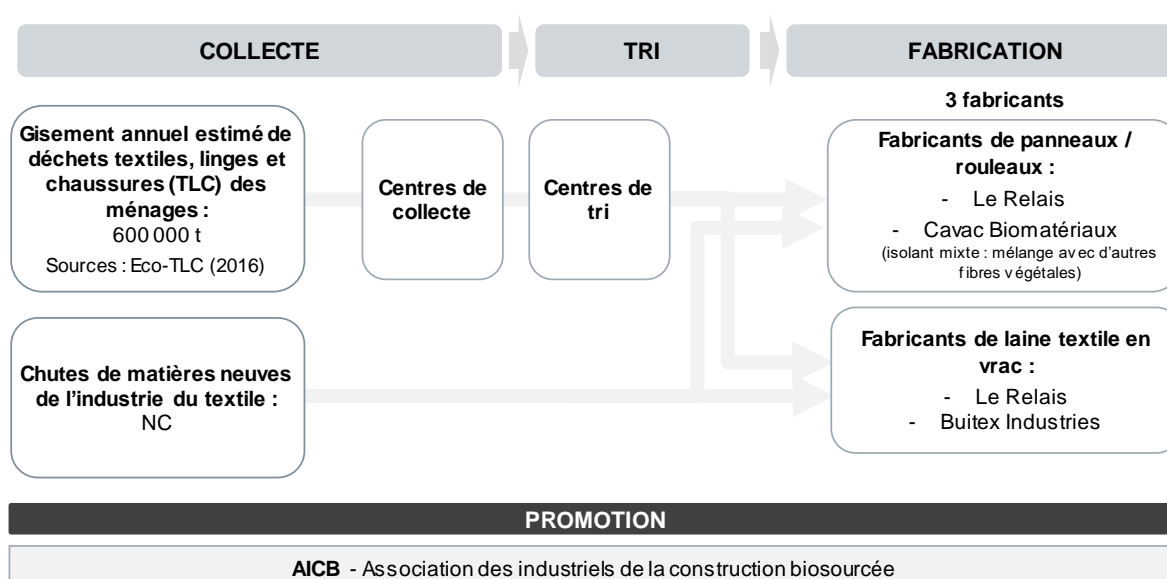 COLLECTE
TRI
FABRICATION
Gisement annuel estimé de
déchets textiles, linges et
chaussures (TLC) des
ménages :
600 000 t
Sources : Eco-TLC (2016)
Centres de
collecte
Centres de
tri
3 fabricants
Fabricants de panneaux /
rouleaux :
- Le Relais
- Cavac Biomatériaux
(isolant mixte : mélange avec d'autres
fibres végétales)
Chutes de matières neuves
de l'industrie du textile :
NC
Fabricants de laine textile en
vrac :
- Le Relais
- Buitex Industries
PROMOTION
AICB - Association des industriels de la construction biosourcée